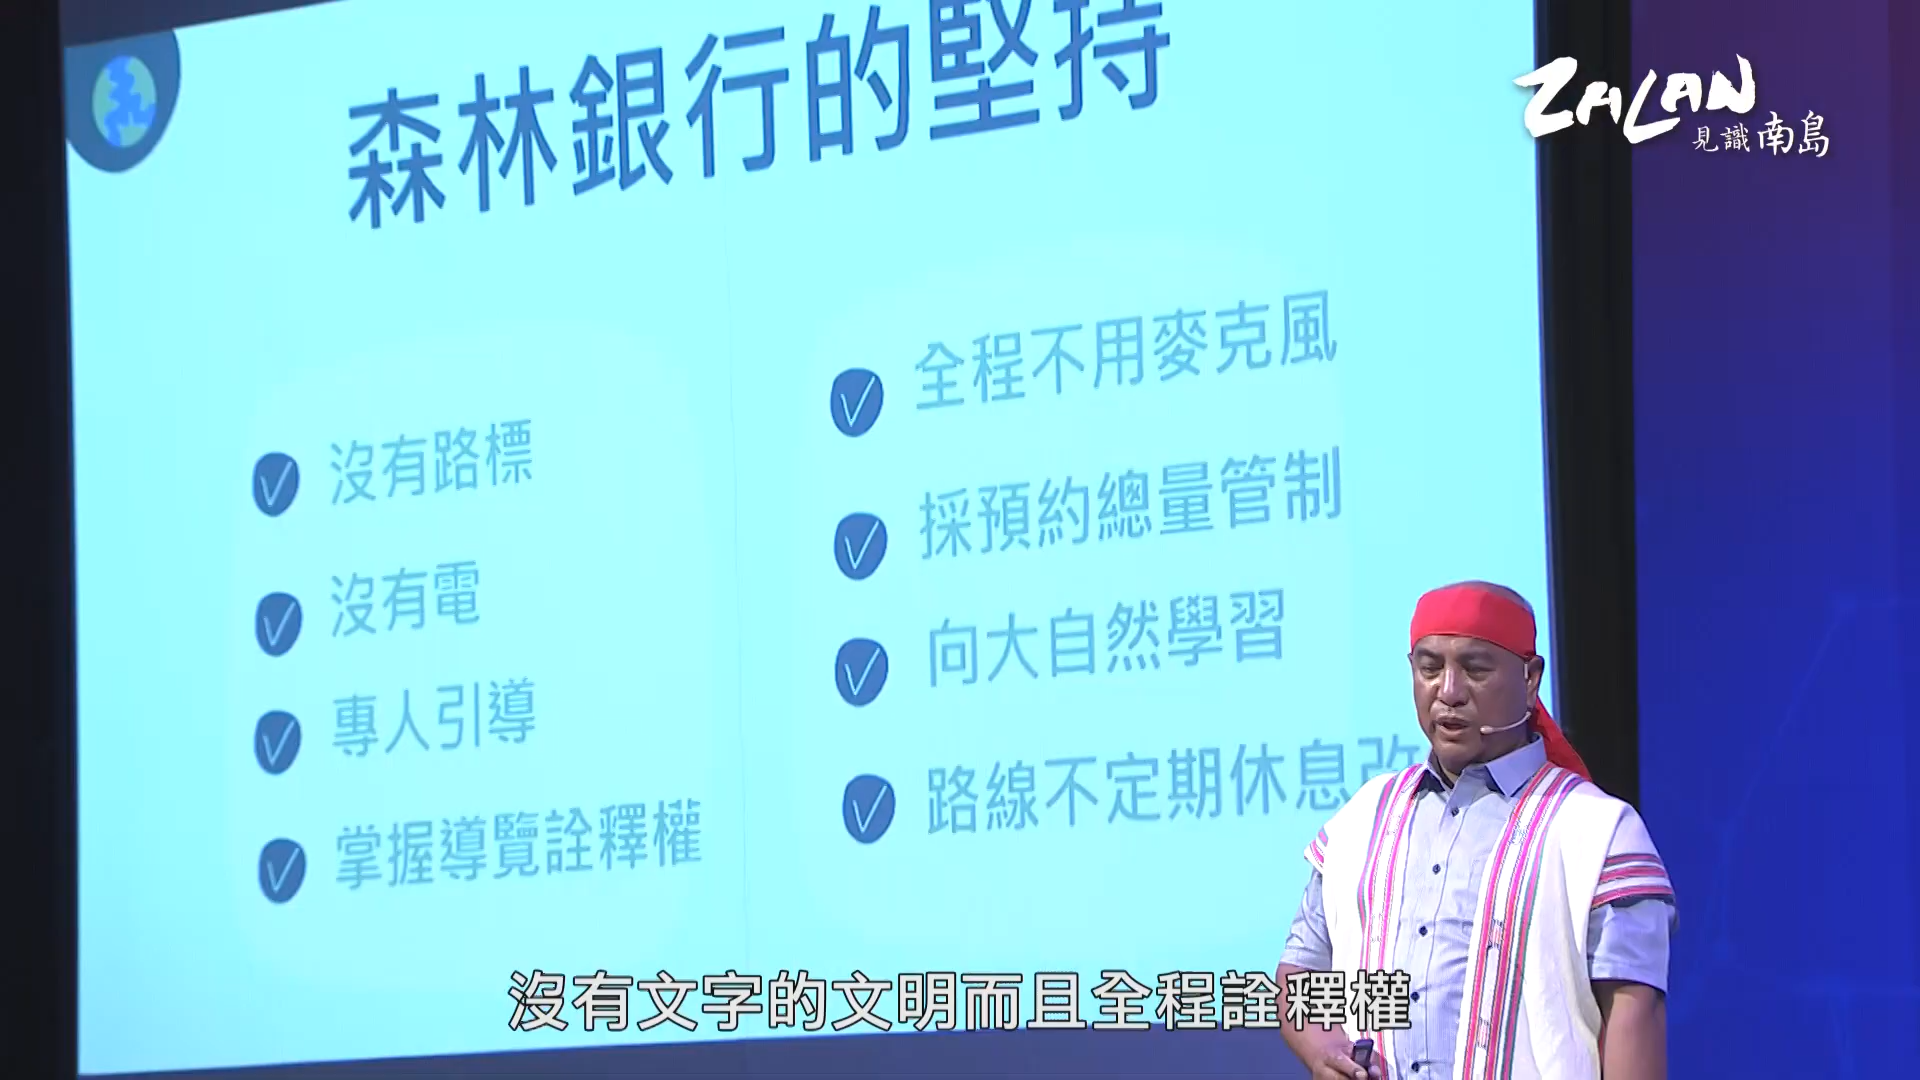 森林銀行的堅持
ZALAN
見識南島
沒有路標
沒有電
專人引導
掌握導覽詮釋權
全程不用麥克風
採預約總量管制
向大自然學習
路線不定期休息改
沒有文字的文明而且全程詮釋權